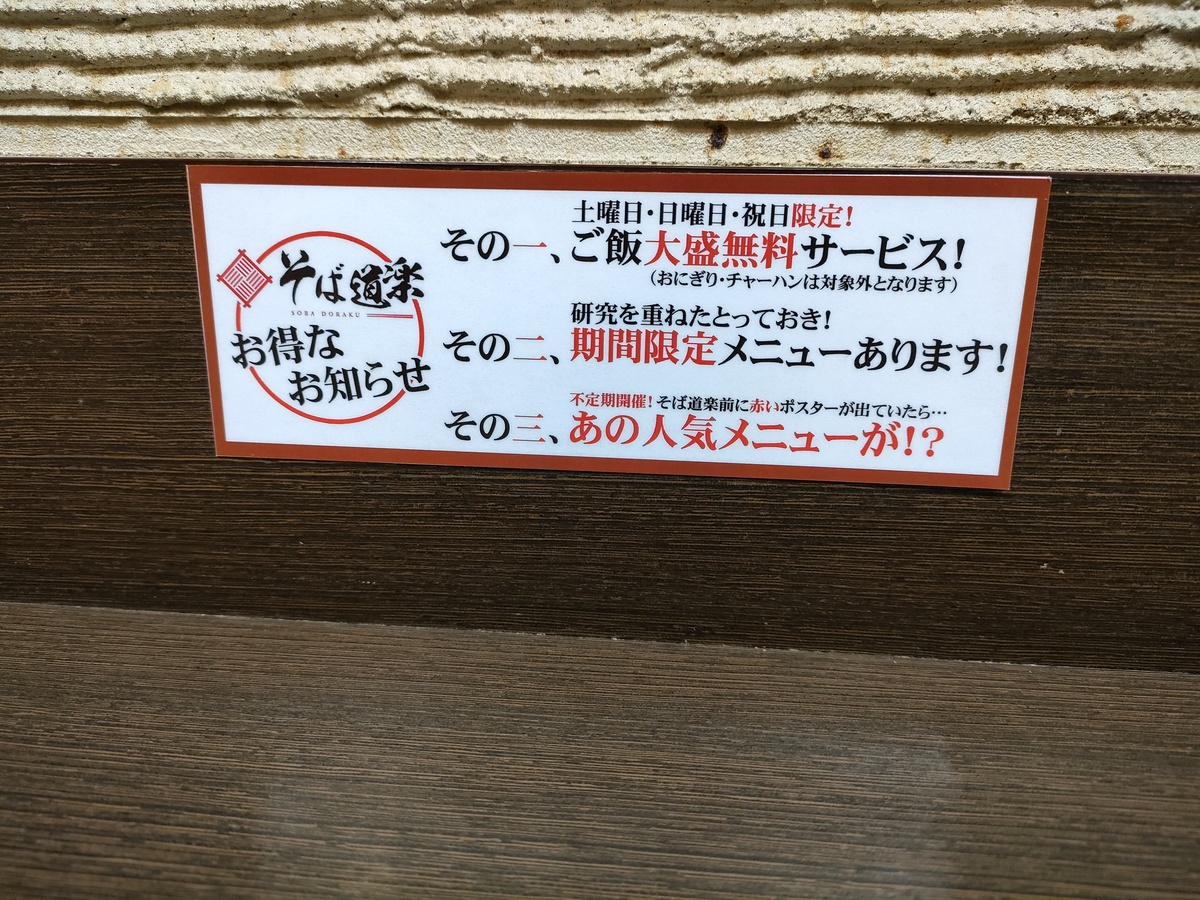 そば道楽
SOBA DORAKU
お得な
お知らせ
土曜日・日曜日・祝日限定!
その一、ご飯大盛無料サービス!
(おにぎり・チャーハンは対象外となります)
研究を重ねたとっておき!
その二、期間限定メニューあります!
不定期開催!そば道楽前に赤いポスターが出ていたら…
その三、あの人気メニューが!?